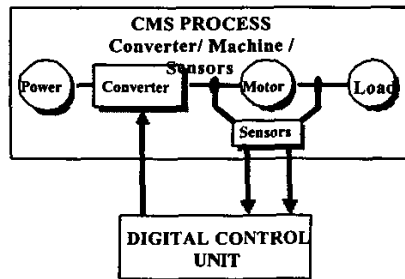 CMS PROCESS
Converter/ Machine /
Sensors
Power
Converter
Motor
Load
Sensors
DIGITAL CONTROL
UNIT